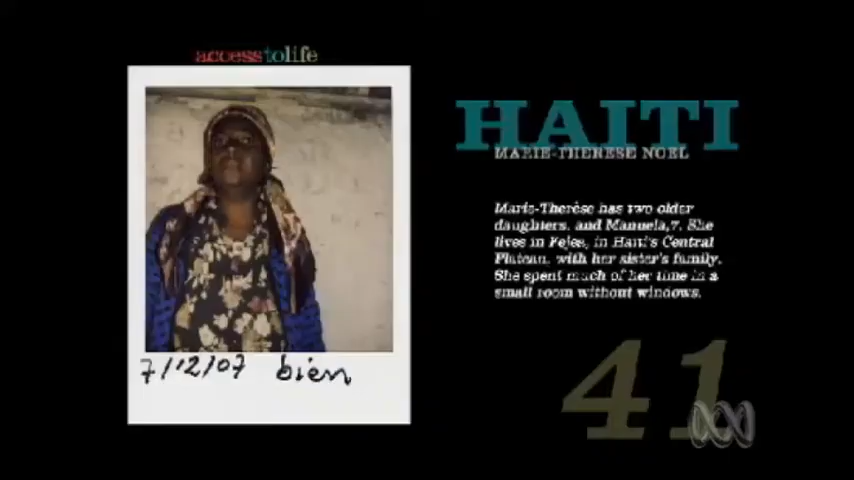 accesstolife
HAITI
MARIE-THERESE NOEL
Marie-Therèse has two older
daughters, and Manuela,7. She
lives in Fejes, in Haiti's Central
Plateau, with her sister's family.
She spent much of her time in a
small room without windows.
7/12/07 bien
41